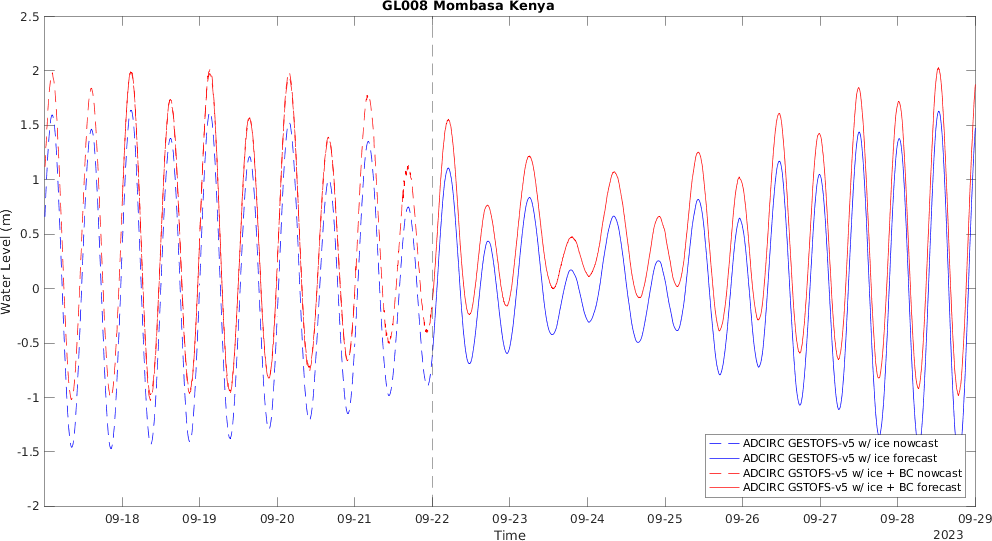 GL008 Mombasa Kenya
2.5
2
1.5
1
0.5
0
-0.5
-1
-1.5
-2
Water Level (m)
ADCIRC GESTOFS-v5 w/ ice nowcast
ADCIRC GESTOFS-v5 w/ ice forecast
ADCIRC GSTOFS-v5 w/ ice + BC nowcast
ADCIRC GSTOFS-v5 w/ ice + BC forecast
09-18 09-19 09-20 09-21 09-22 09-23 09-24 09-25 09-26 09-27 09-28 09-29
Time
2023